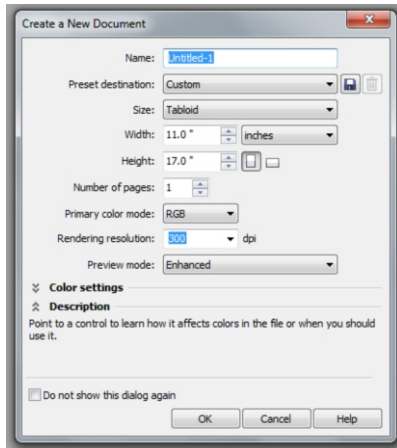 Create a New Document
Name: Untitled-1
Preset destination: Custom
Size: Tabloid
Width: 11.0 " inches
Height: 17.0 "
Number of pages: 1
Primary color mode: RGB
Rendering resolution: 300 dpi
Preview mode: Enhanced
Color settings
Description
Point to a control to learn how it affects colors in the file or when you should
use it.
Do not show this dialog again
OK Cancel Help